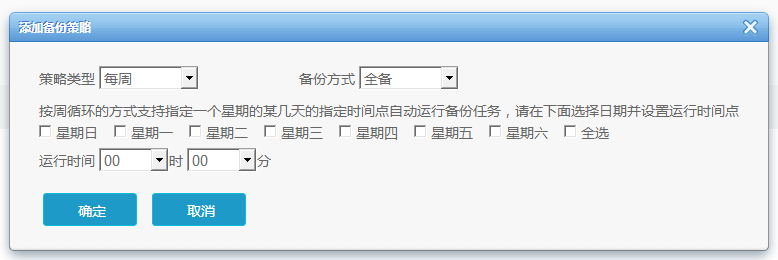 添加备份策略
策略类型 每周 备份方式 全备
按周循环的方式支持指定一个星期的某几天的指定时间点自动运行备份任务，请在下面选择日期并设置运行时间点
星期日 星期一 星期二 星期三 星期四 星期五 星期六 全选
运行时间 00 时 00 分
确定 取消